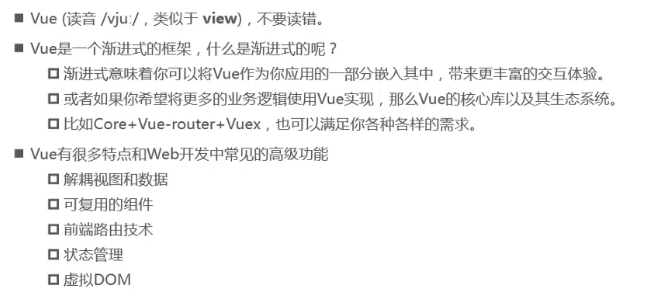 Vue (读音 /vjuː/，类似于 view)，不要读错。
Vue是一个渐进式的框架，什么是渐进式的呢？
渐进式意味着你可以将Vue作为你应用的一部分嵌入其中，带来更丰富的交互体验。
或者如果你希望将更多的业务逻辑使用Vue实现，那么Vue的核心库以及其生态系统。
比如Core+Vue-router+Vuex，也可以满足你各种各样的需求。
Vue有很多特点和Web开发中常见的高级功能
解耦视图和数据
可复用的组件
前端路由技术
状态管理
虚拟DOM